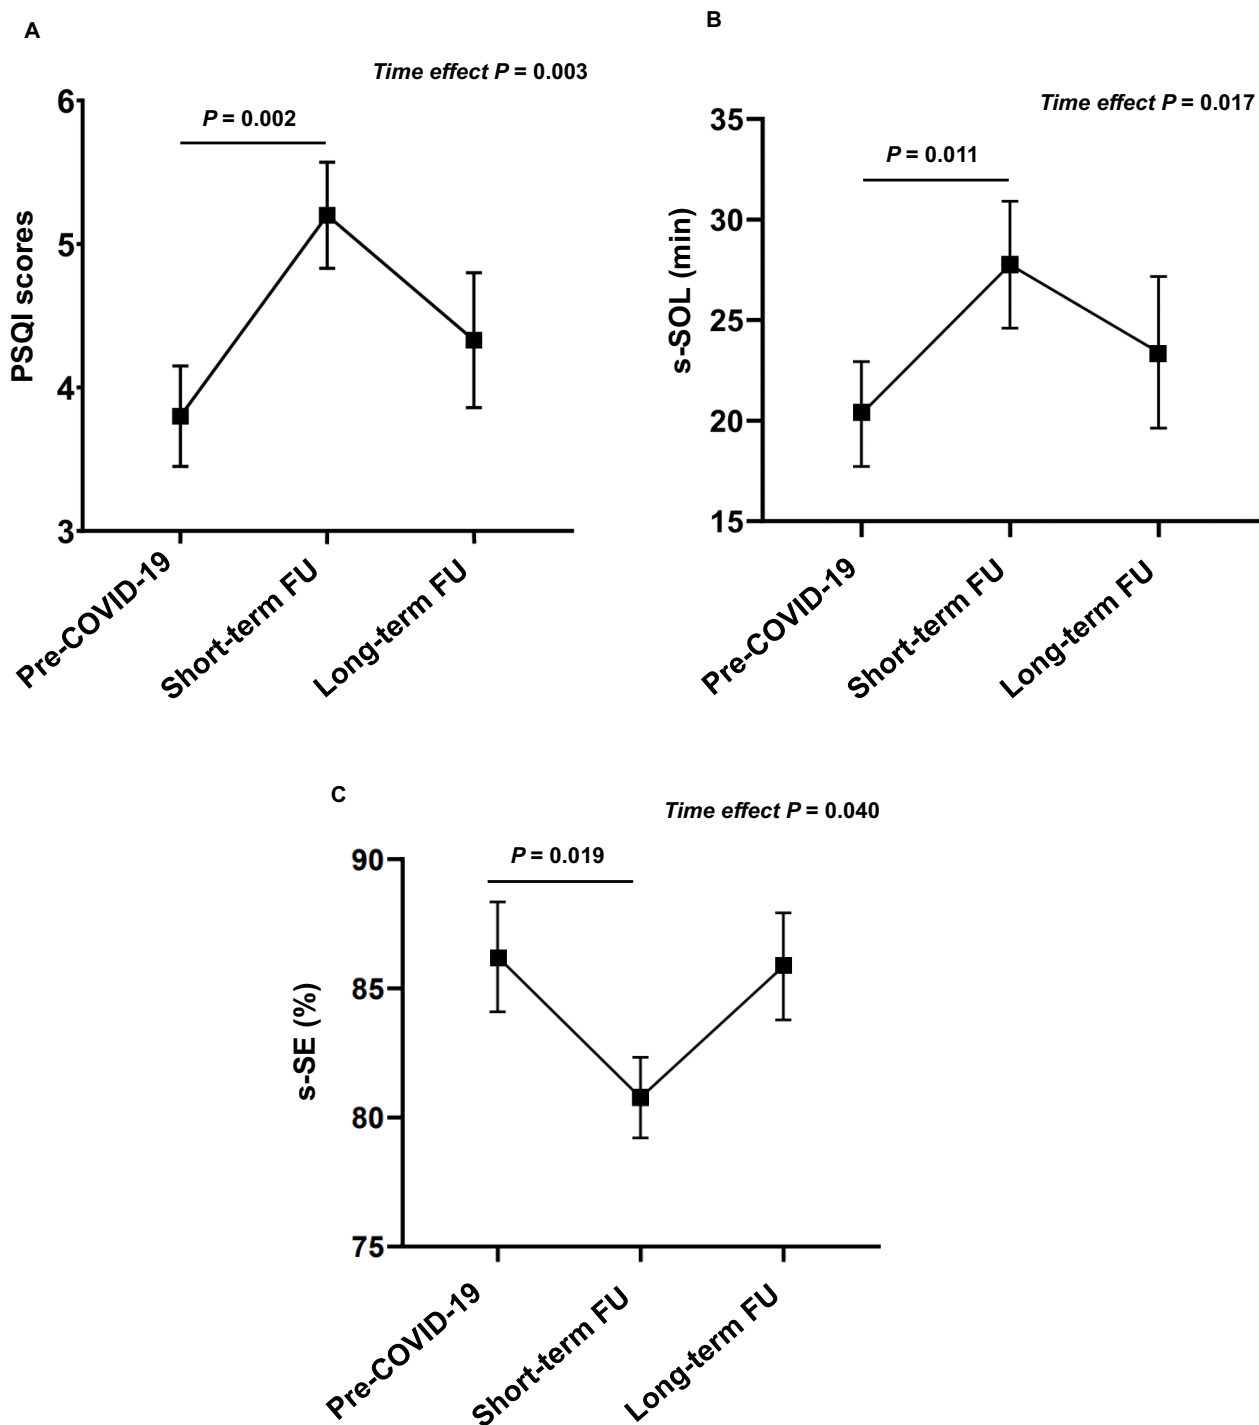 A
Time effect P = 0.003
P = 0.002
6
5
4
3
PSQI scores
Pre-COVID-19
Short-term FU
Long-term FU
B
Time effect P = 0.017
P = 0.011
35
30
25
20
15
s-SOL (min)
Pre-COVID-19
Short-term FU
Long-term FU
C
Time effect P = 0.040
P = 0.019
90
85
80
75
s-SE (%)
Pre-COVID-19
Short-term FU
Long-term FU